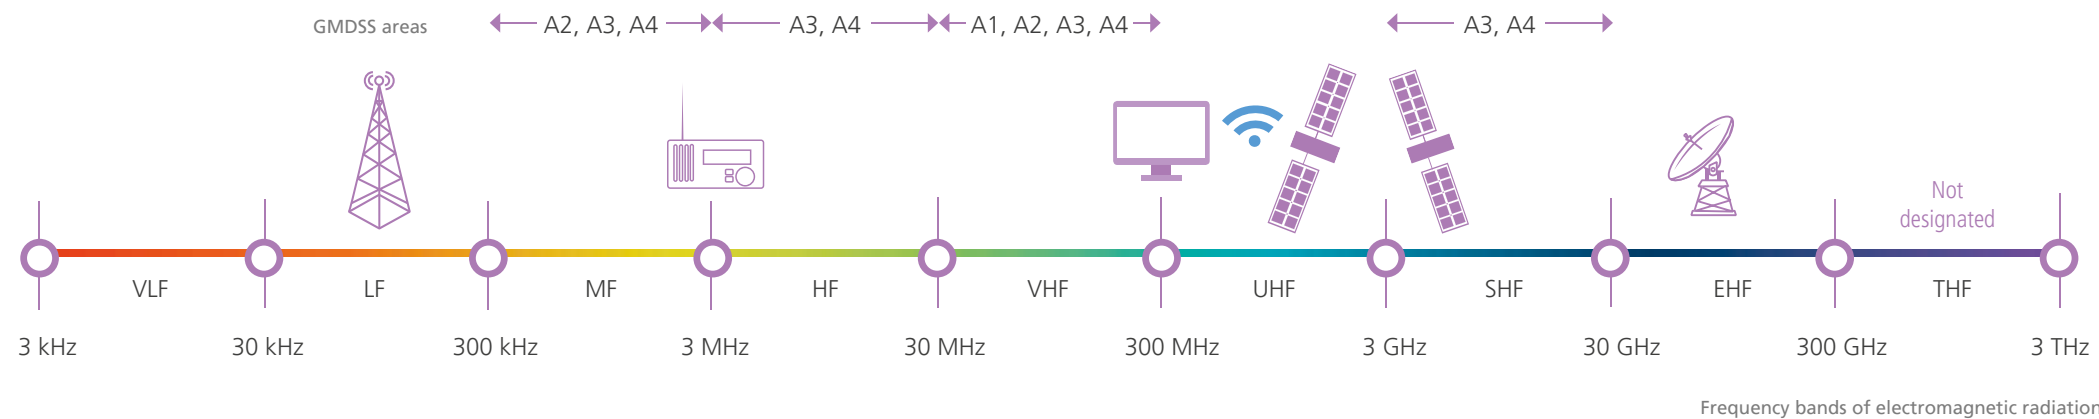 GMDSS areas
A2, A3, A4
A3, A4
A1, A2, A3, A4
A3, A4
Not
designated
VLF
LF
MF
HF
VHF
UHF
SHF
EHF
THF
3 kHz
30 kHz
300 kHz
3 MHz
30 MHz
300 MHz
3 GHz
30 GHz
300 GHz
3 THz
Frequency bands of electromagnetic radiation